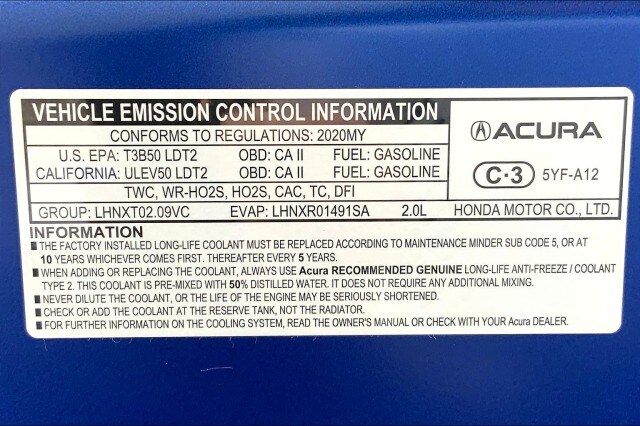 VEHICLE EMISSION CONTROL INFORMATION
CONFORMS TO REGULATIONS: 2020MY
U.S. EPA: T3B50 LDT2 OBD: CA II FUEL: GASOLINE
CALIFORNIA: ULEV50 LDT2 OBD: CA II FUEL: GASOLINE
TWC, WR-HO2S, HO2S, CAC, TC, DFI
GROUP: LHNXT02.09VC EVAP: LHNXR01491SA 2.0L
ACURA
C·3 5YF-A12
HONDA MOTOR CO., LTD.
INFORMATION
■ THE FACTORY INSTALLED LONG-LIFE COOLANT MUST BE REPLACED ACCORDING TO MAINTENANCE MINDER SUB CODE 5, OR AT
10 YEARS WHICHEVER COMES FIRST. THEREAFTER EVERY 5 YEARS.
■ WHEN ADDING OR REPLACING THE COOLANT, ALWAYS USE Acura RECOMMENDED GENUINE LONG-LIFE ANTI-FREEZE / COOLANT
TYPE 2. THIS COOLANT IS PRE-MIXED WITH 50% DISTILLED WATER. IT DOES NOT REQUIRE ANY ADDITIONAL MIXING.
■ NEVER DILUTE THE COOLANT, OR THE LIFE OF THE ENGINE MAY BE SERIOUSLY SHORTENED.
■ CHECK OR ADD COOLANT AT THE RESERVE TANK, NOT THE RADIATOR.
■ FOR FURTHER INFORMATION ON THE COOLING SYSTEM, READ THE OWNER'S MANUAL OR CHECK WITH YOUR Acura DEALER.